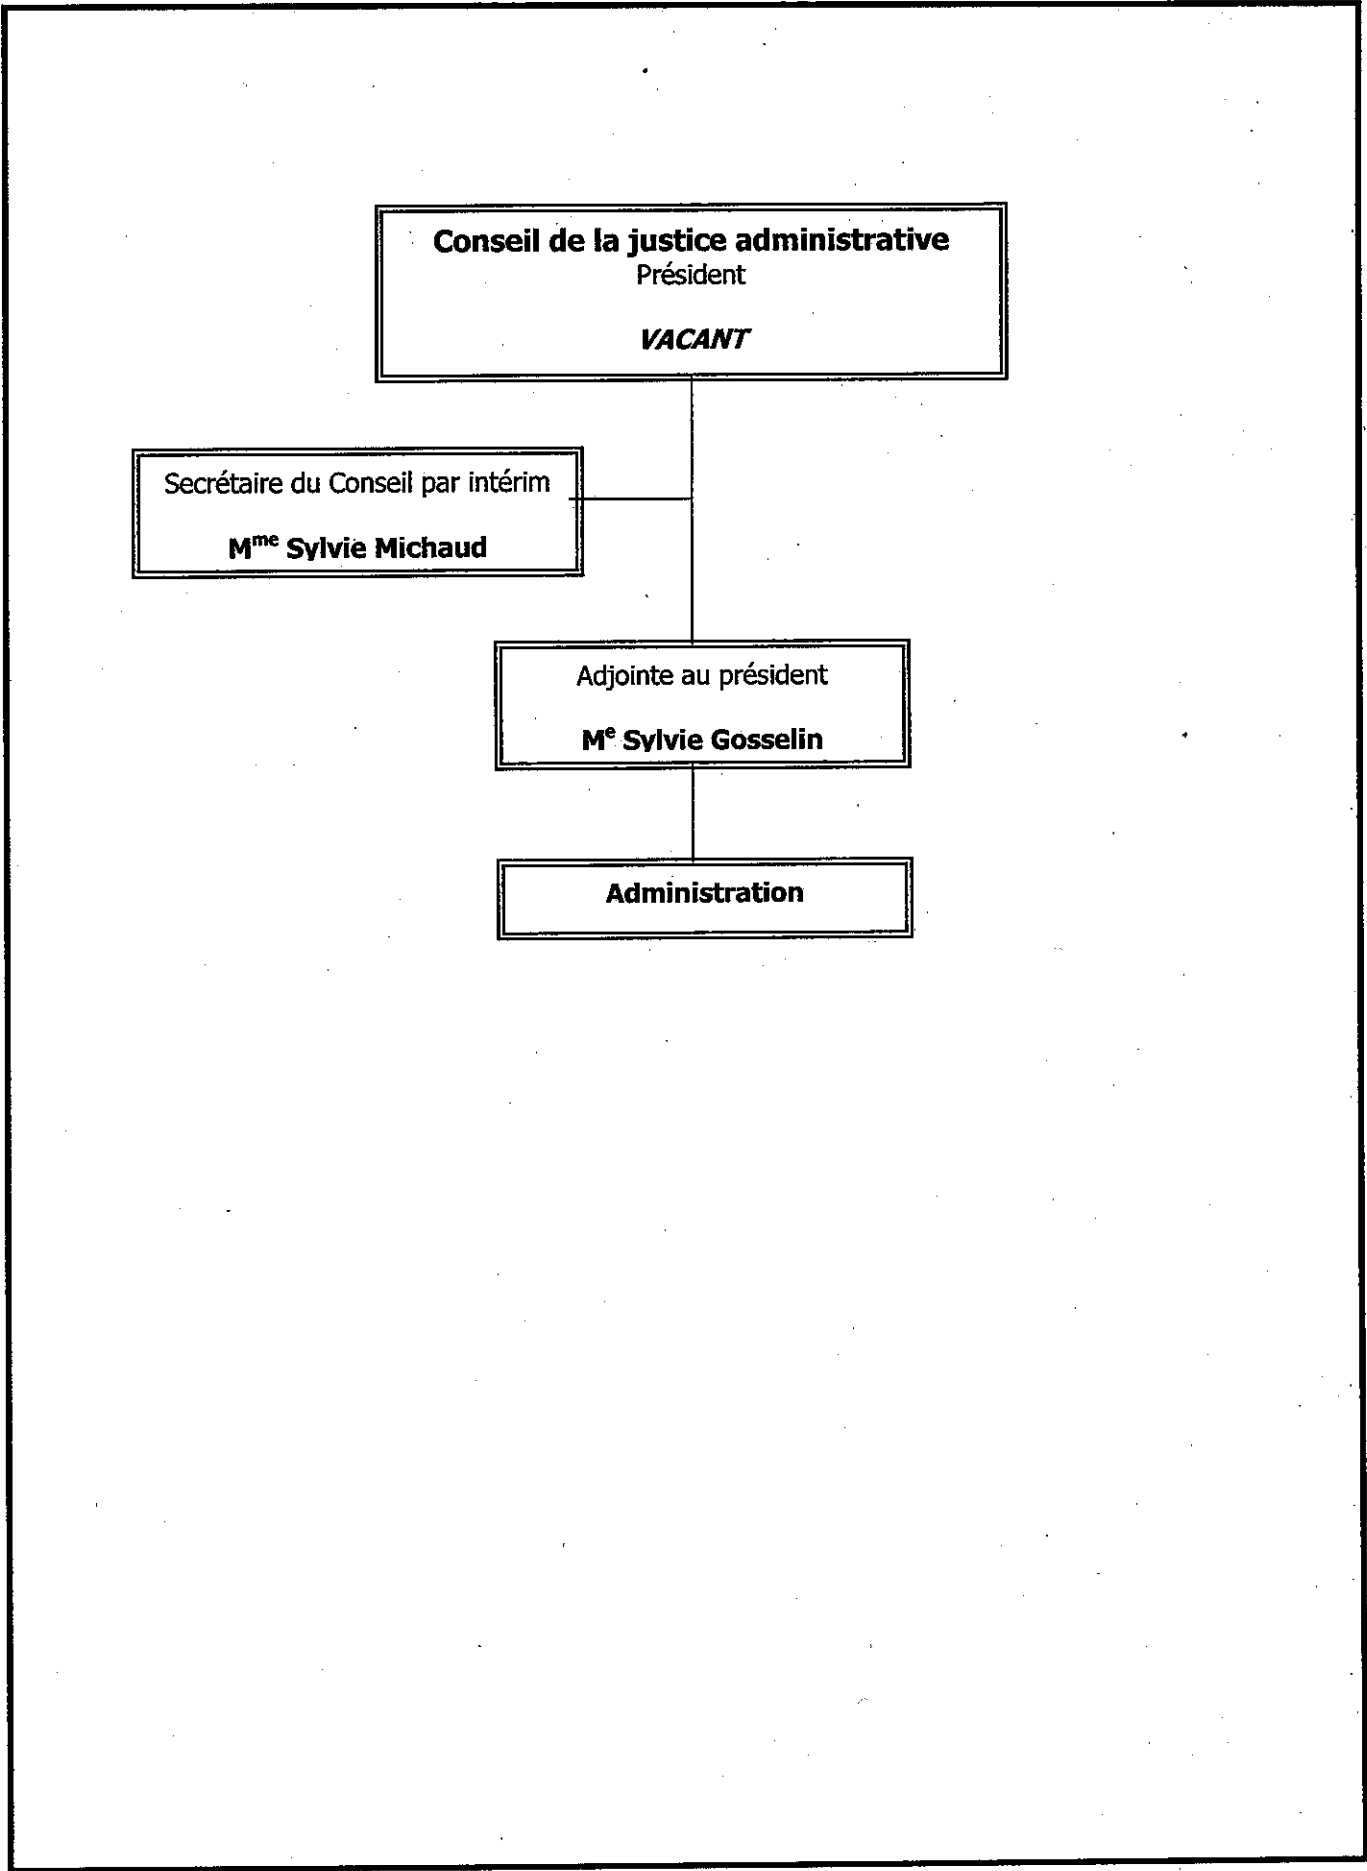 Conseil de la justice administrative
Président
VACANT
Secrétaire du Conseil par intérim
Mme Sylvie Michaud
Adjointe au président
Me Sylvie Gosselin
Administration